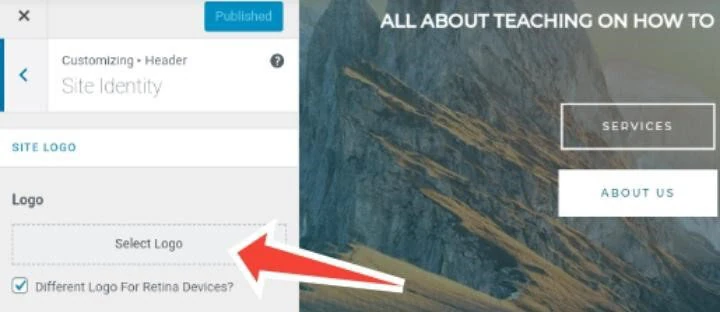 Published
Customizing • Header
Site Identity
SITE LOGO
Logo
Select Logo
Different Logo For Retina Devices?
ALL ABOUT TEACHING ON HOW TO
SERVICES
ABOUT US